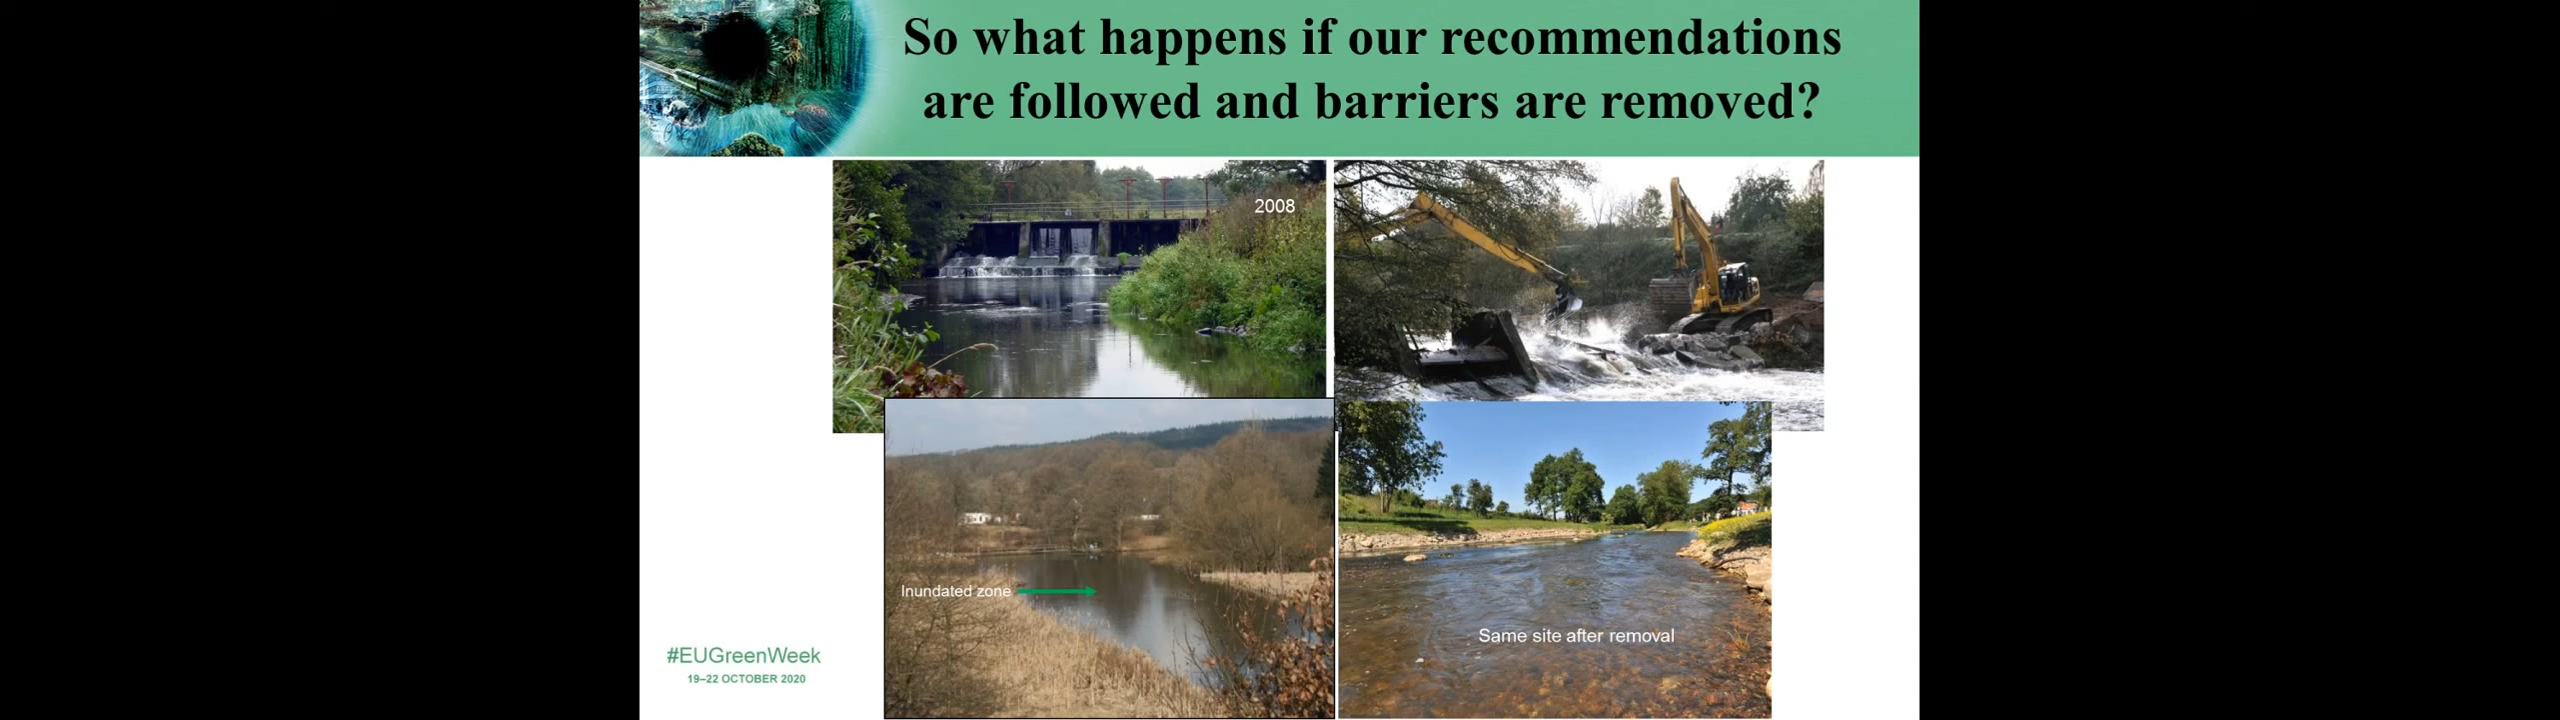 So what happens if our recommendations
are followed and barriers are removed?
2008
Inundated zone
Same site after removal
#EUGreenWeek
19–22 OCTOBER 2020